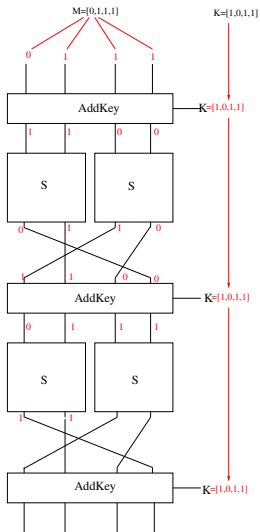 M=[0,1,1,1] K=[1,0,1,1]
0 1 1 1
AddKey K=[1,0,1,1]
1 1 0 0
S S
0 1 1 0
1 1 0 0
AddKey K=[1,0,1,1]
0 1 1 1
S S
1 1
AddKey K=[1,0,1,1]